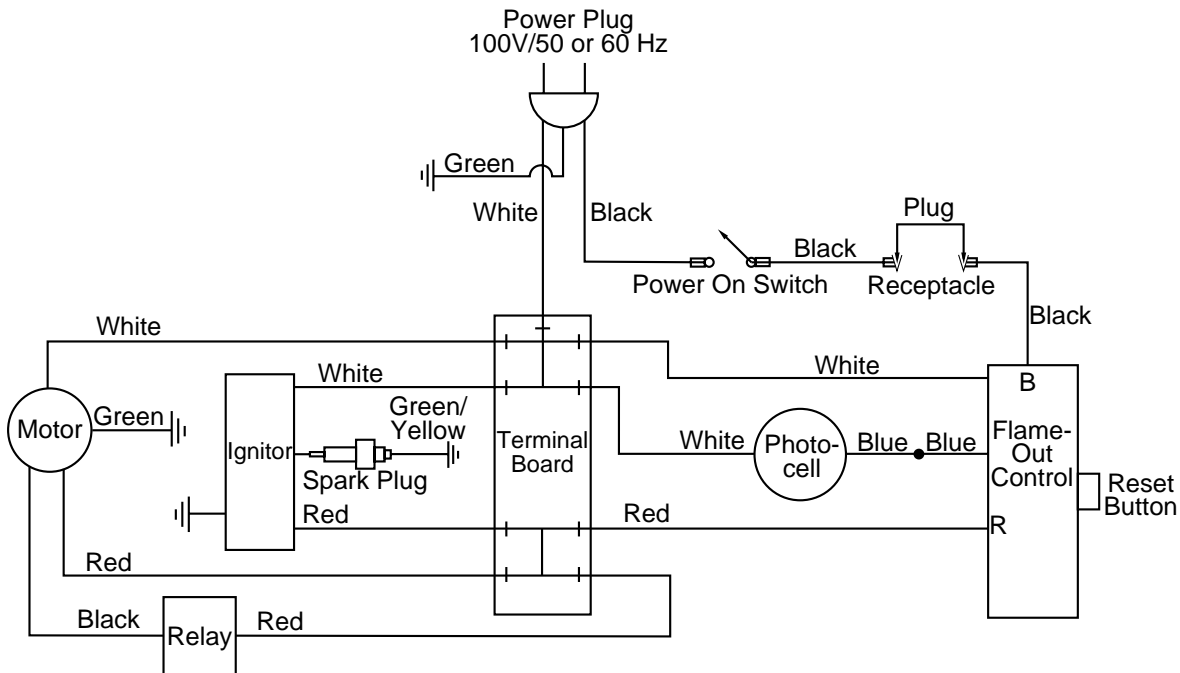 Power Plug
100V/50 or 60 Hz
Green
White
Black
Plug
Black
Power On Switch
Receptacle
Black
White
White
White
B
Green/
Yellow
Motor
Green
Ignitor
Spark Plug
Terminal
Board
White
Photo-
cell
Blue
Blue
Flame-
Out
Control
Reset
Button
Red
Red
R
Red
Black
Relay
Red